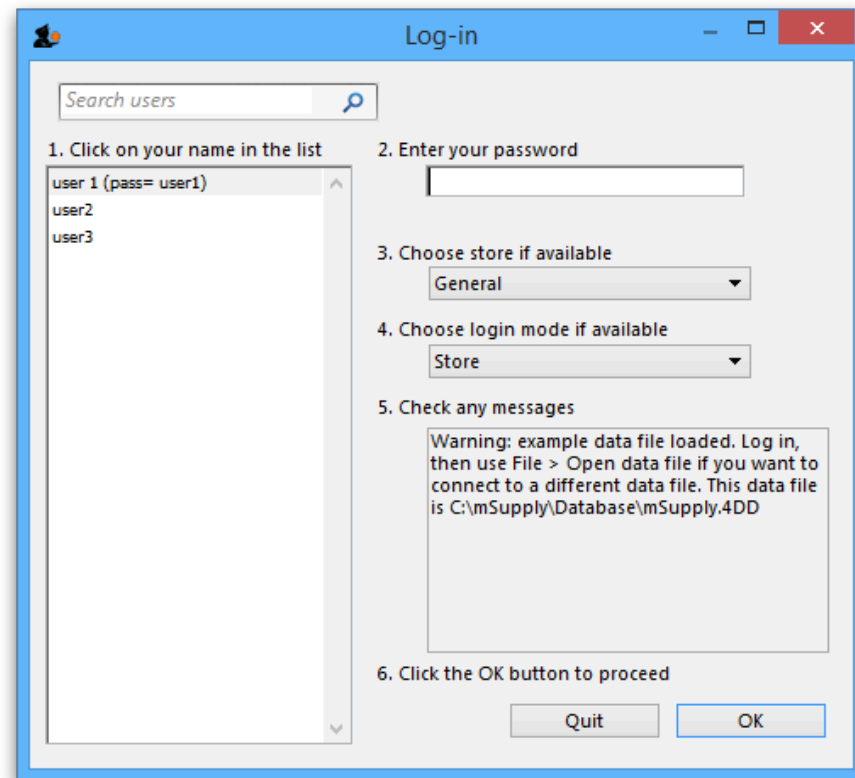 Log-in
Search users
1. Click on your name in the list
user 1 (pass= user1)
user2
user3
2. Enter your password
3. Choose store if available
General
4. Choose login mode if available
Store
5. Check any messages
Warning: example data file loaded. Log in,
then use File > Open data file if you want to
connect to a different data file. This data file
is C:\mSupply\Database\mSupply.4DD
6. Click the OK button to proceed
Quit
OK